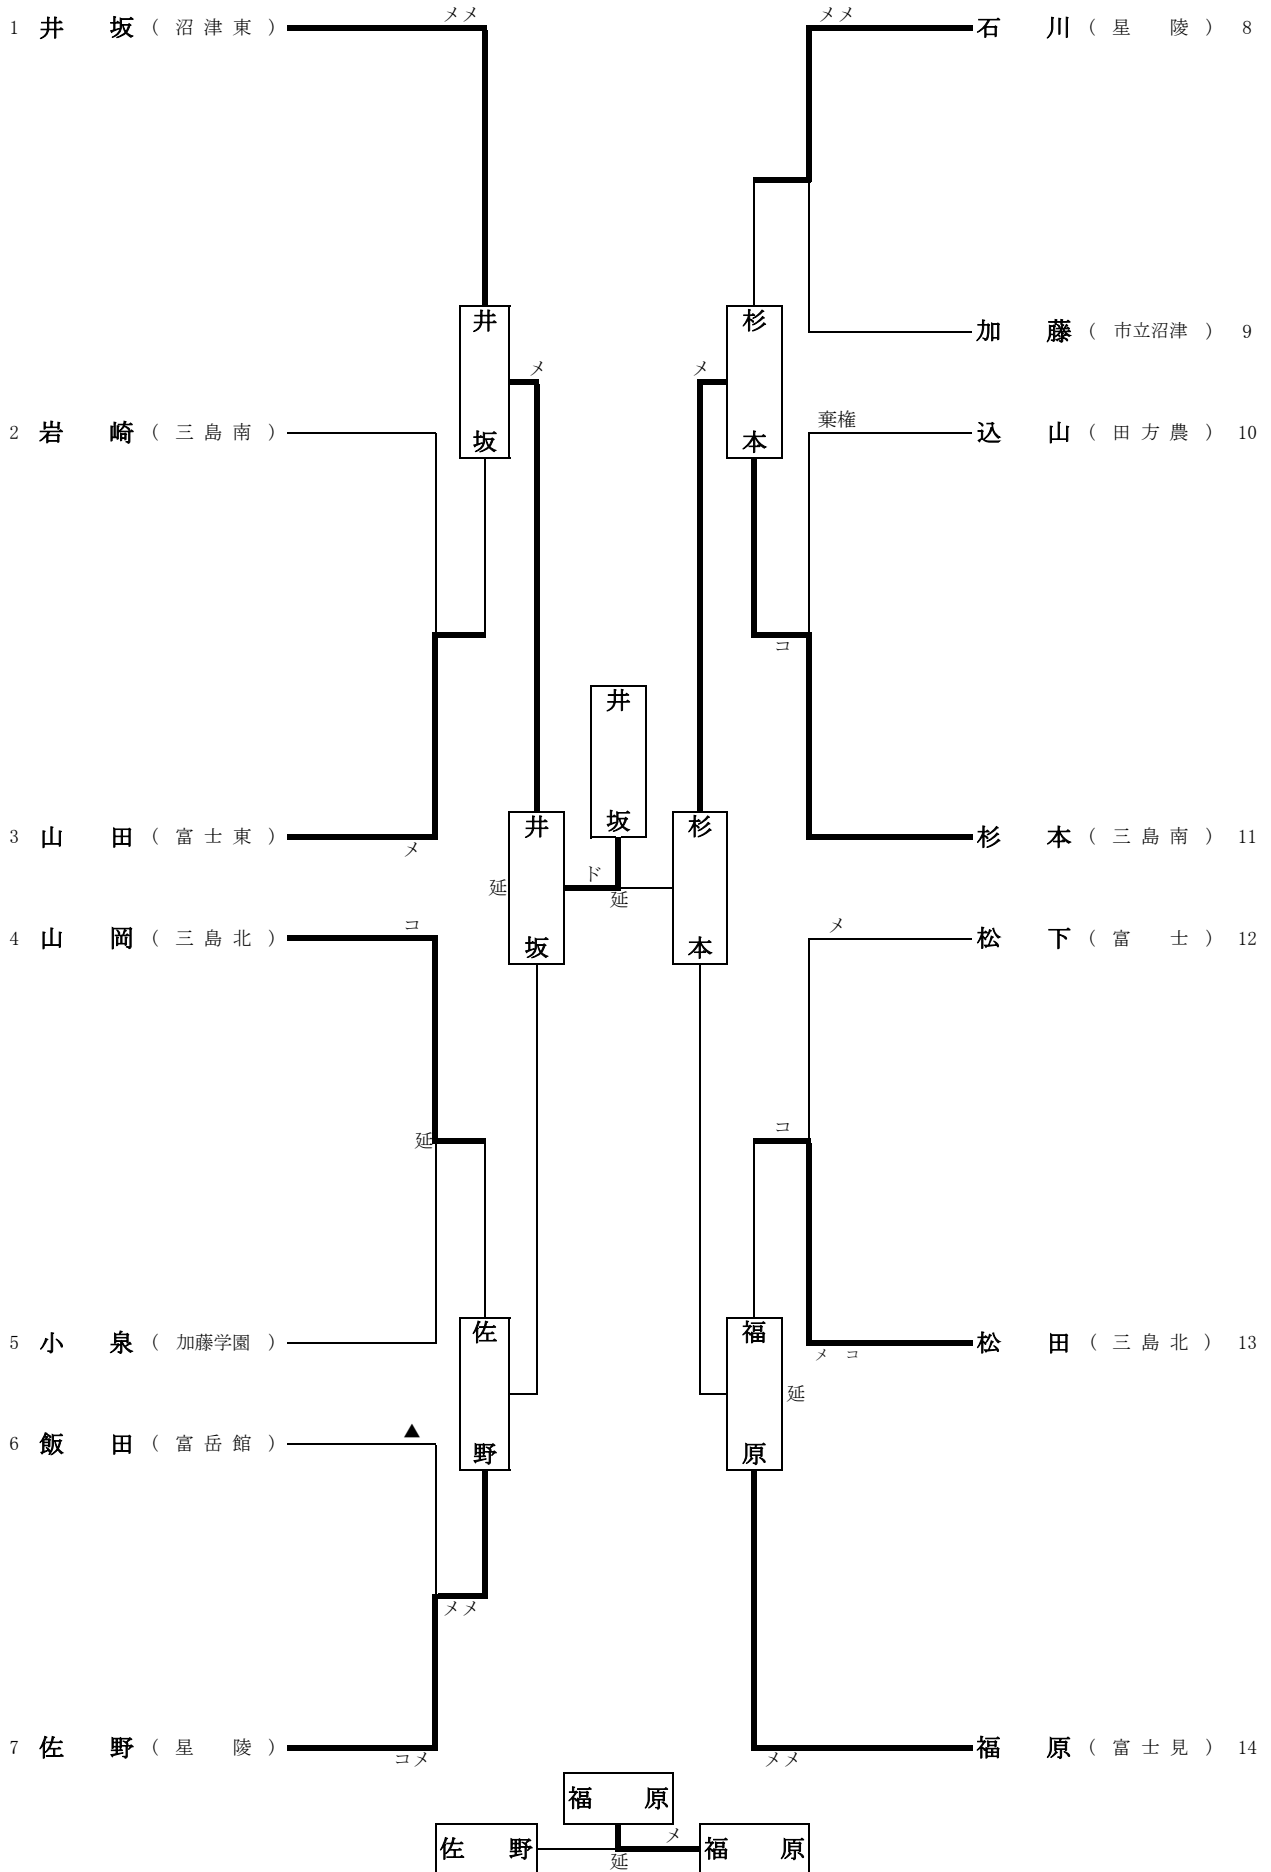 メメ
メメ
1 井 坂 ( 沼 津 東 )
石 川 ( 星 陵 ) 8
井
坂
杉
本
加 藤 ( 市立沼津 ) 9
メ
メ
2 岩 崎 ( 三 島 南 )
棄権
込 山 ( 田 方 農 ) 10
コ
井
坂
3 山 田 ( 富 士 東 )
メ
杉 本 ( 三 島 南 ) 11
井
坂
杉
本
延
ド
延
4 山 岡 ( 三 島 北 )
コ
メ
松 下 ( 富 士 ) 12
延
コ
5 小 泉 ( 加藤学園 )
佐
野
福
原
松 田 ( 三 島 北 ) 13
メ コ
延
6 飯 田 ( 富 岳 館 )
▲
メメ
7 佐 野 ( 星 陵 )
コメ
メメ
福 原 ( 富 士 見 ) 14
福 原
佐 野
メ
延
福 原